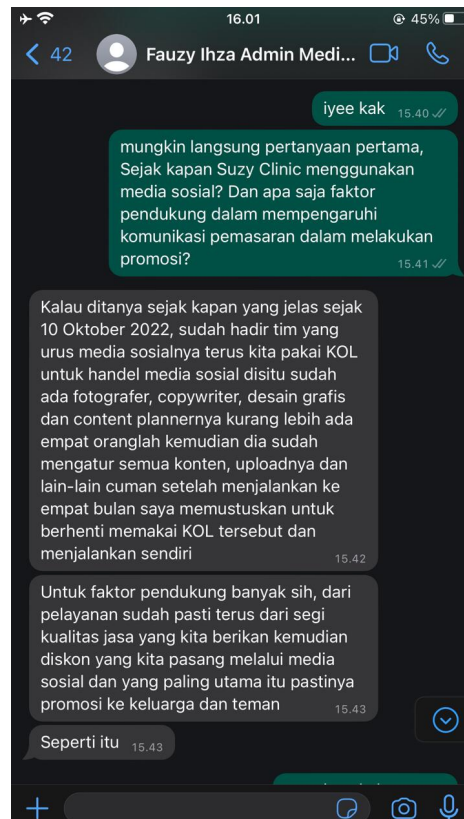 16.01
45%
42
Fauzy Ihza Admin Medi...
iyee kak 15.40
mungkin langsung pertanyaan pertama,
Sejak kapan Suzy Clinic menggunakan
media sosial? Dan apa saja faktor
pendukung dalam mempengaruhi
komunikasi pemasaran dalam melakukan
promosi?
15.41
Kalau ditanya sejak kapan yang jelas sejak
10 Oktober 2022, sudah hadir tim yang
urus media sosialnya terus kita pakai KOL
untuk handel media sosial disitu sudah
ada fotografer, copywriter, desain grafis
dan content plannernya kurang lebih ada
empat oranglah kemudian dia sudah
mengatur semua konten, uploadnya dan
lain-lain cuman setelah menjalankan ke
empat bulan saya memustuskan untuk
berhenti memakai KOL tersebut dan
menjalankan sendiri
15.42
Untuk faktor pendukung banyak sih, dari
pelayanan sudah pasti terus dari segi
kualitas jasa yang kita berikan kemudian
diskon yang kita pasang melalui media
sosial dan yang paling utama itu pastinya
promosi ke keluarga dan teman
15.43
Seperti itu 15.43